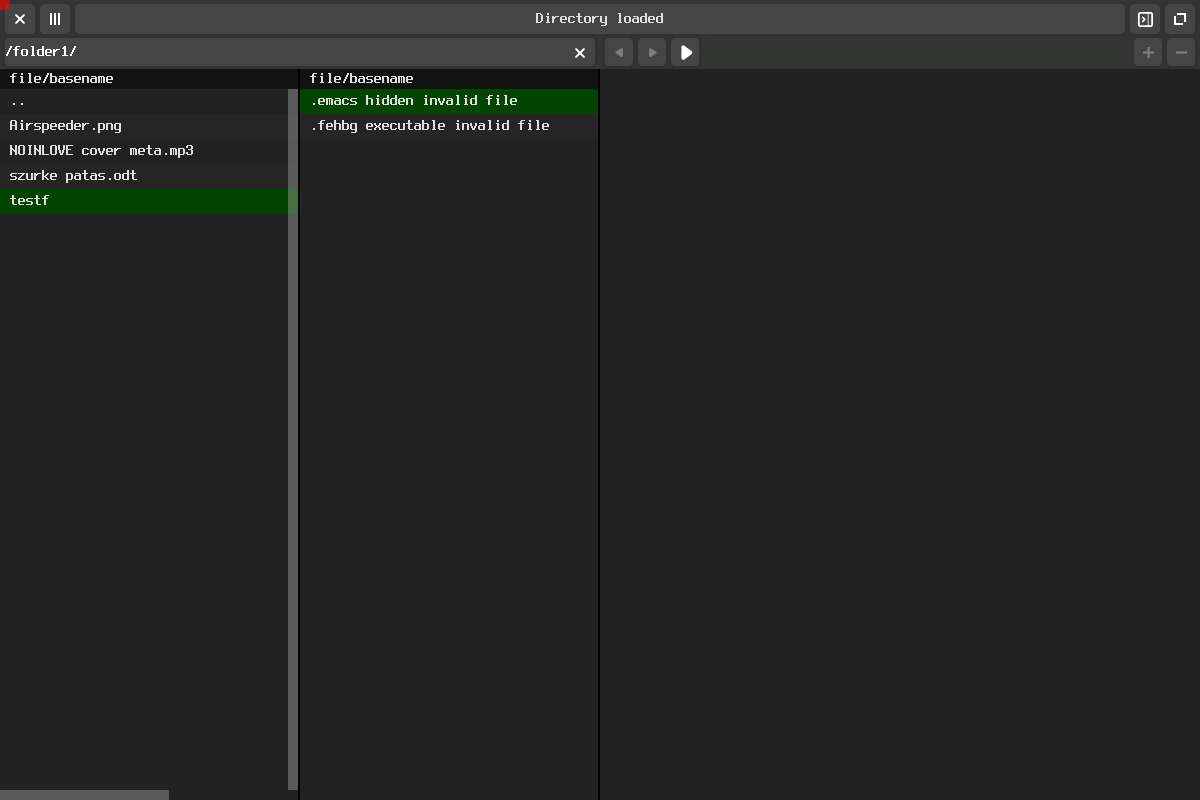 Directory loaded
/folder1/
file/basename
..
Airspeeder.png
NOINLOVE cover meta.mp3
szurke patas.odt
testf
file/basename
.emacs hidden invalid file
.fehbg executable invalid file